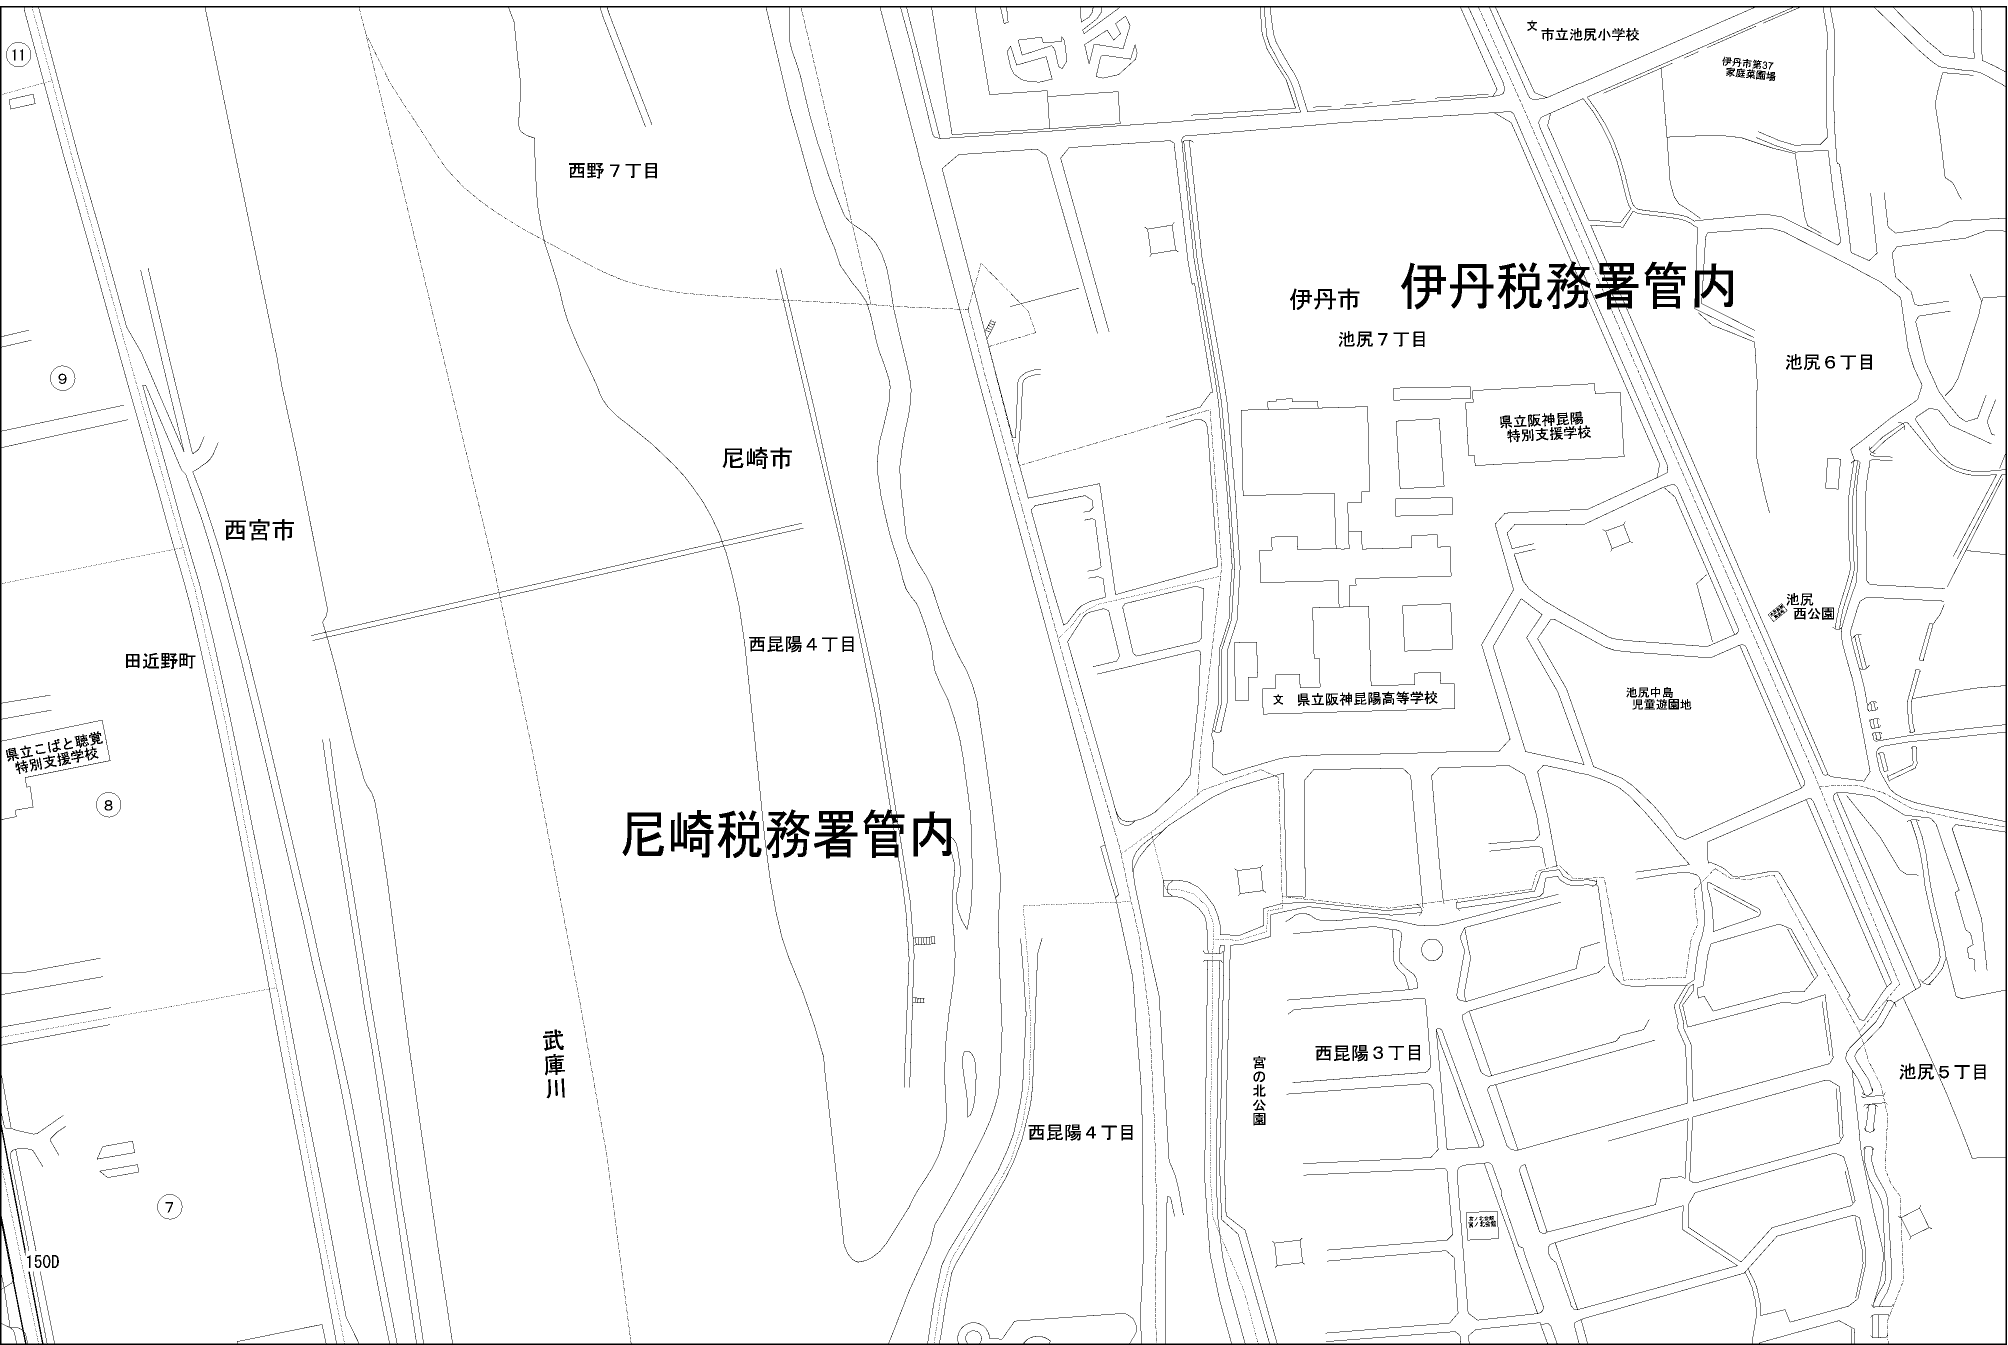 11
文 市立池尻小学校
伊丹市第37
家庭菜園場
西野７丁目
伊丹税務署管内
伊丹市
池尻７丁目
池尻６丁目
9
県立阪神昆陽
特別支援学校
尼崎市
西宮市
池尻
西公園
西昆陽４丁目
田近野町
文 県立阪神昆陽高等学校
池尻中島
児童遊園地
県立こばと聴覚
特別支援学校
8
尼崎税務署管内
武庫川
西昆陽３丁目
宮の北公園
池尻５丁目
西昆陽４丁目
7
150D